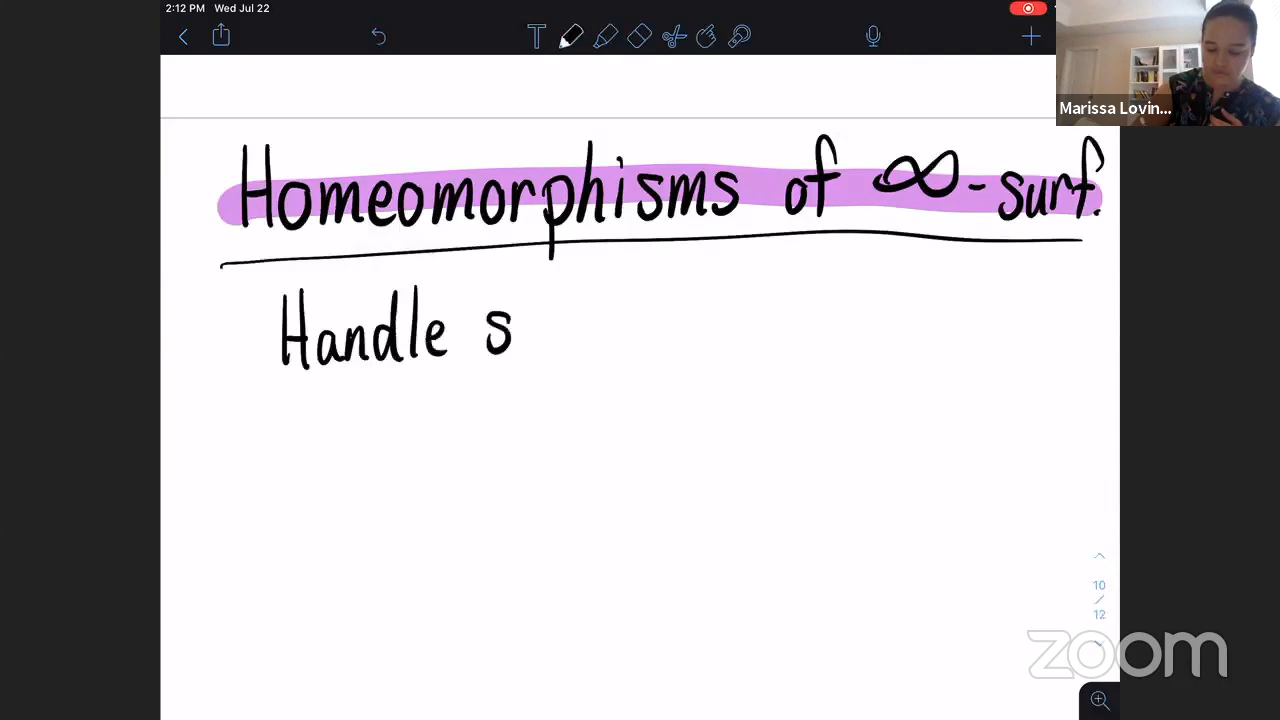 2:12 PM Wed Jul 22
T
Marissa Lovin...
Homeomorphisms of ∞-surf.
Handle s
10
/
12
zoom